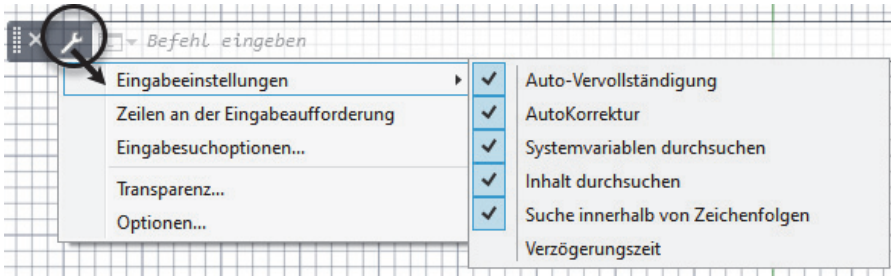 Befehl eingeben
Eingabeeinstellungen
Zeilen an der Eingabeaufforderung
Eingabesuchoptionen...
Transparenz...
Optionen...
Auto-Vervollständigung
AutoKorrektur
Systemvariablen durchsuchen
Inhalt durchsuchen
Suche innerhalb von Zeichenfolgen
Verzögerungszeit